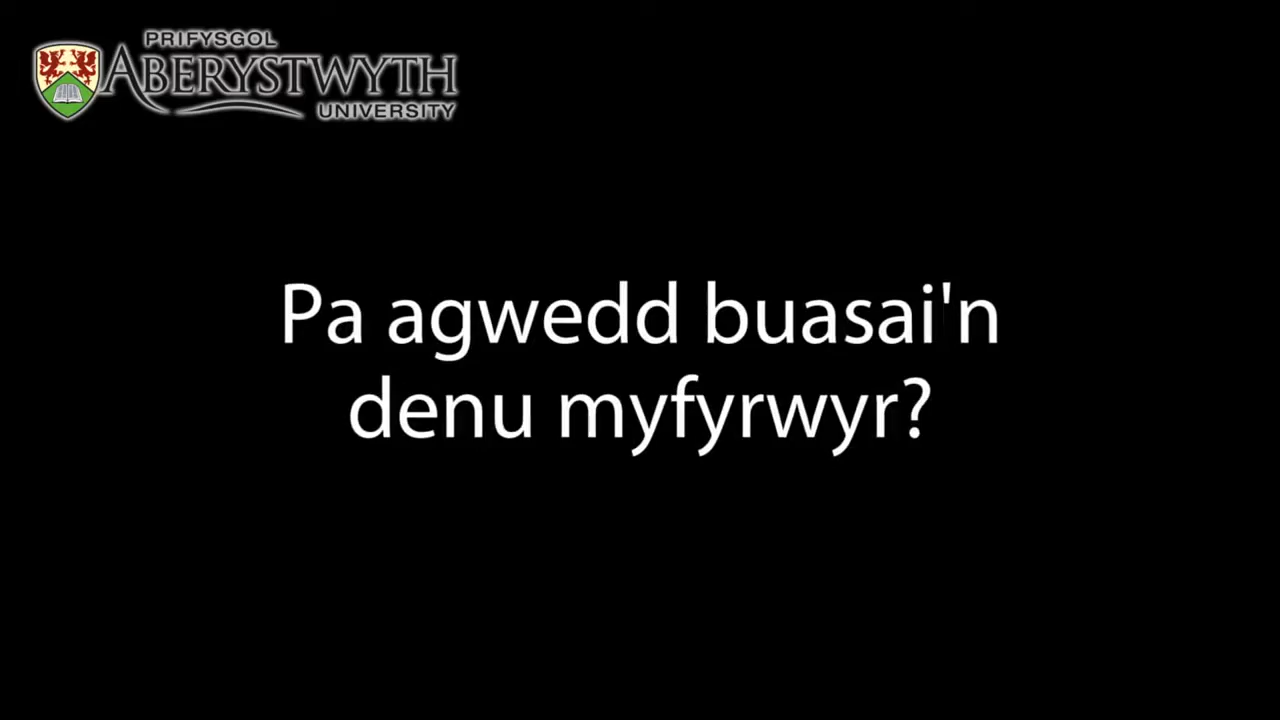 PRIFYSGOL
ABERYSTWYTH
UNIVERSITY
Pa agwedd buasai'n
denu myfyrwyr?